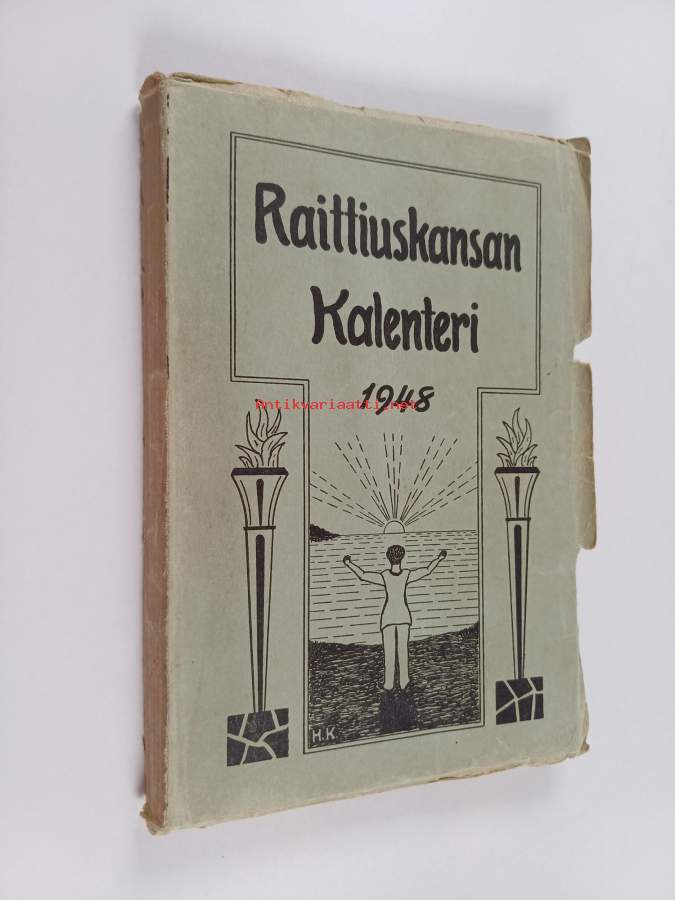 Raittiuskansan
Kalenteri
1948
Antikvariaatti.net
H.K.